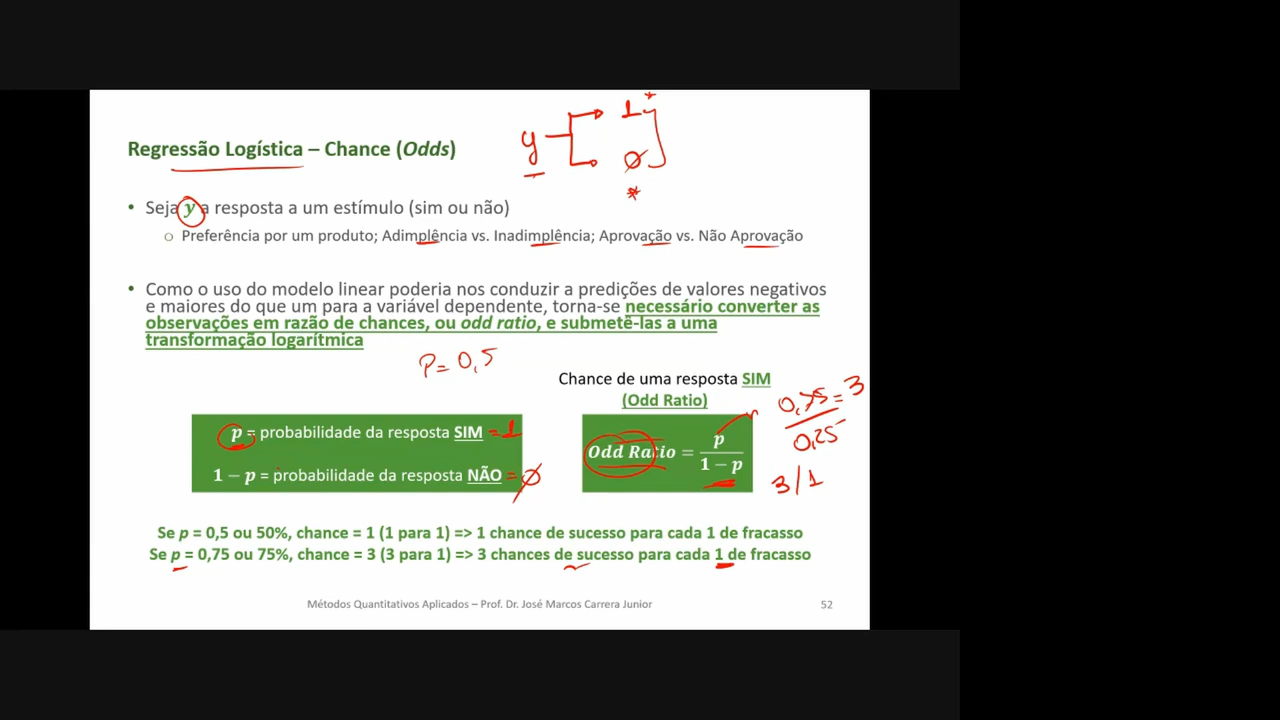 y 1 *
0
*
Regressão Logística – Chance (Odds)
• Seja y a resposta a um estímulo (sim ou não)
o Preferência por um produto; Adimplência vs. Inadimplência; Aprovação vs. Não Aprovação
• Como o uso do modelo linear poderia nos conduzir a predições de valores negativos
e maiores do que um para a variável dependente, torna-se necessário converter as
observações em razão de chances, ou odd ratio, e submetê-las a uma
transformação logarítmica
P= 0,5
Chance de uma resposta SIM
(Odd Ratio)
0,75 = 3
0,25
p = probabilidade da resposta SIM = 1
1 − p = probabilidade da resposta NÃO = 0
Odd Ratio = p
1 − p
3/1
Se p = 0,5 ou 50%, chance = 1 (1 para 1) => 1 chance de sucesso para cada 1 de fracasso
Se p = 0,75 ou 75%, chance = 3 (3 para 1) => 3 chances de sucesso para cada 1 de fracasso
Métodos Quantitativos Aplicados – Prof. Dr. José Marcos Carrera Junior
52